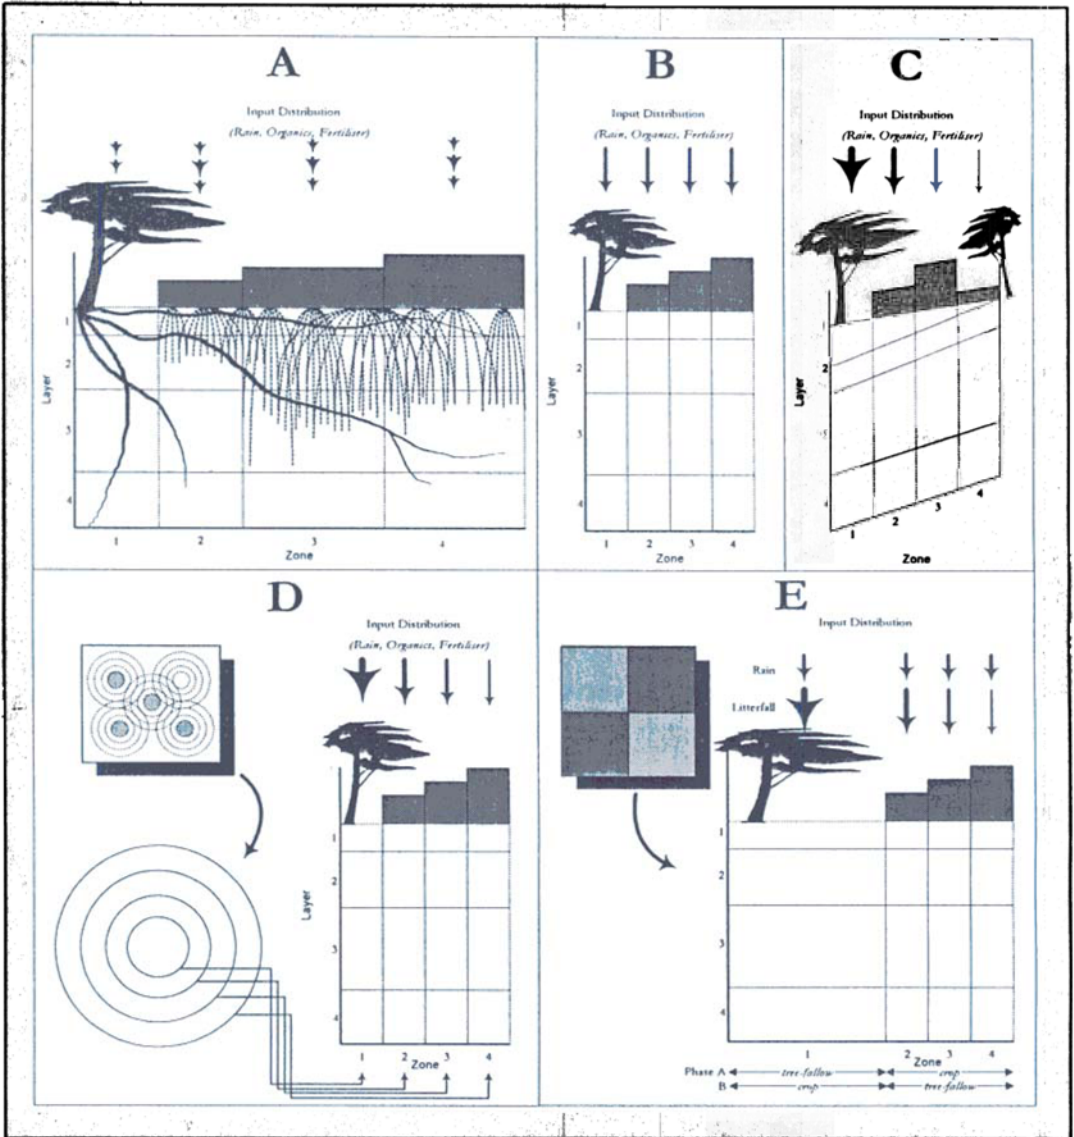 A
Input Distribution
(Rain, Organics, Fertiliser)
Layer
1
2
3
4
1 2 3 4
Zone
B
Input Distribution
(Rain, Organics, Fertiliser)
Layer
1
2
3
4
1 2 3 4
Zone
C
Input Distribution
(Rain, Organics, Fertiliser)
Layer
1
2
4
1 2 3 4
Zone
D
Input Distribution
(Rain, Organics, Fertiliser)
Layer
1
2
3
4
1 2 3 4
Zone
E
Input Distribution
Rain
Litterfall
1
2
3
4
1 2 3 4
Zone
Phase A tree-fallow crop
B crop tree-fallow